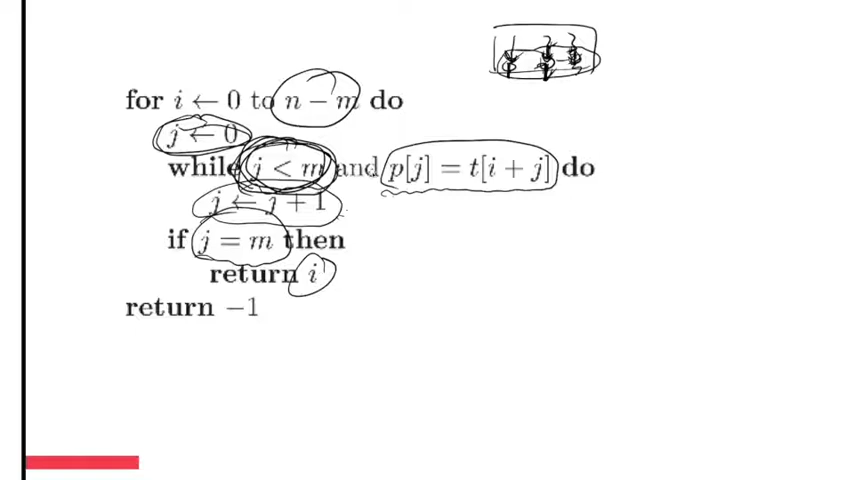 for i ← 0 to n − m do
j ← 0
while j < m and p[j] = t[i + j] do
j ← j + 1
if j = m then
return i
return −1